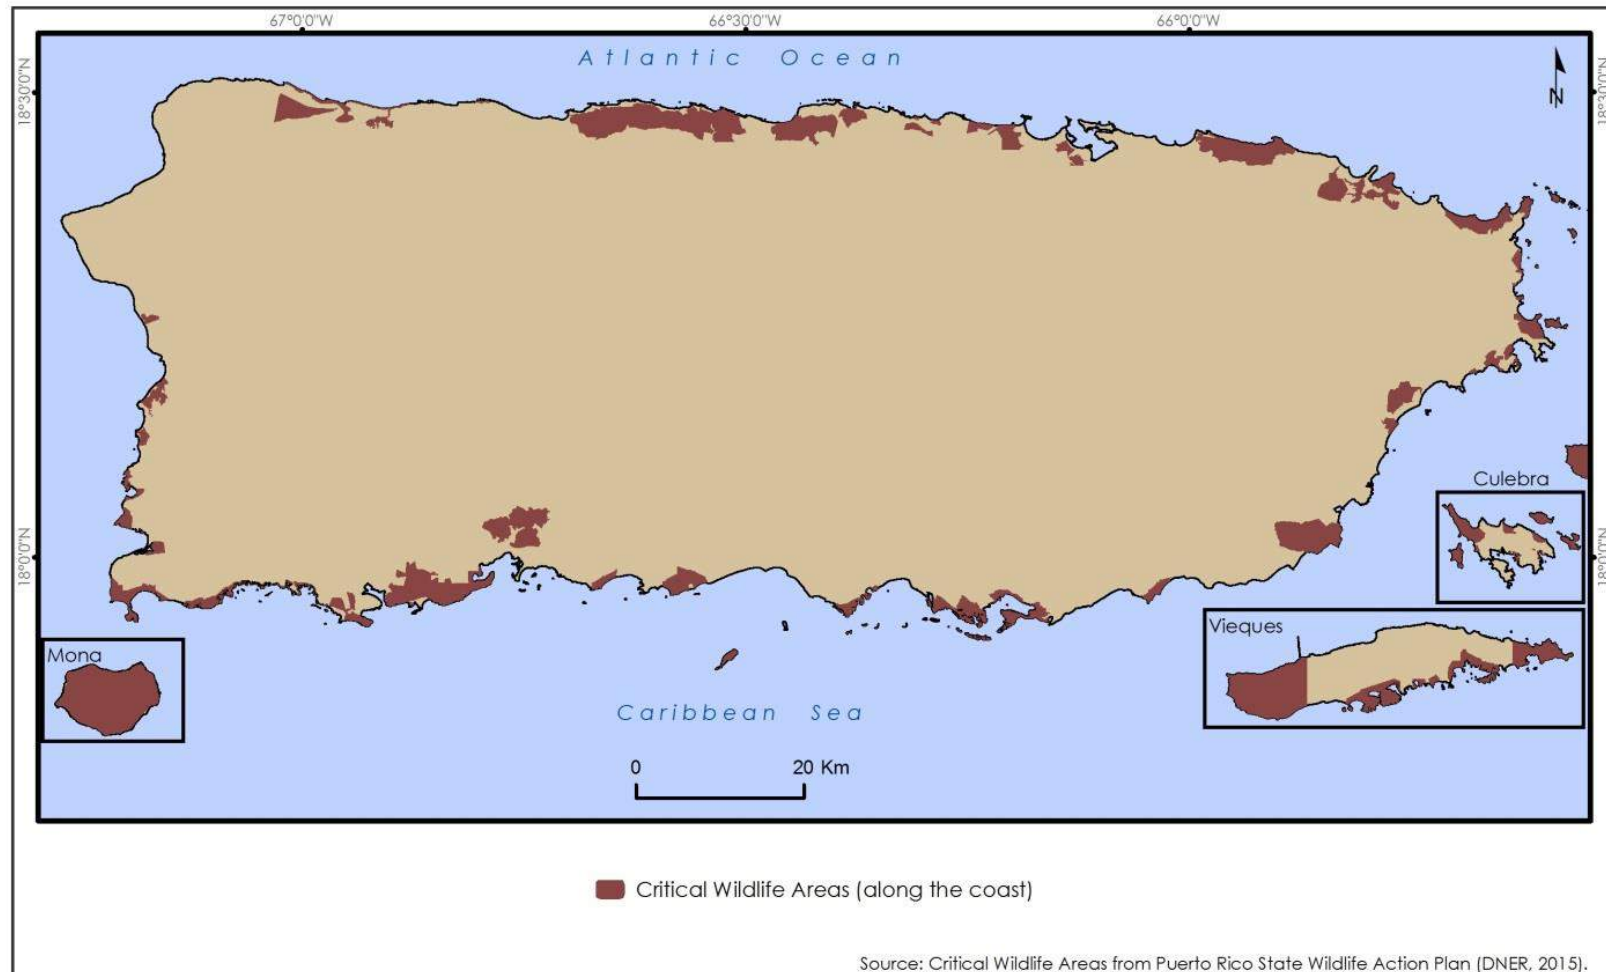 67°0'0"W
66°30'0"W
66°0'0"W
Atlantic Ocean
18°30'0"N
18°30'0"N
N
18°0'0"N
18°0'0"N
Culebra
Vieques
Mona
Caribbean Sea
0 20 Km
Critical Wildlife Areas (along the coast)
Source: Critical Wildlife Areas from Puerto Rico State Wildlife Action Plan (DNER, 2015).